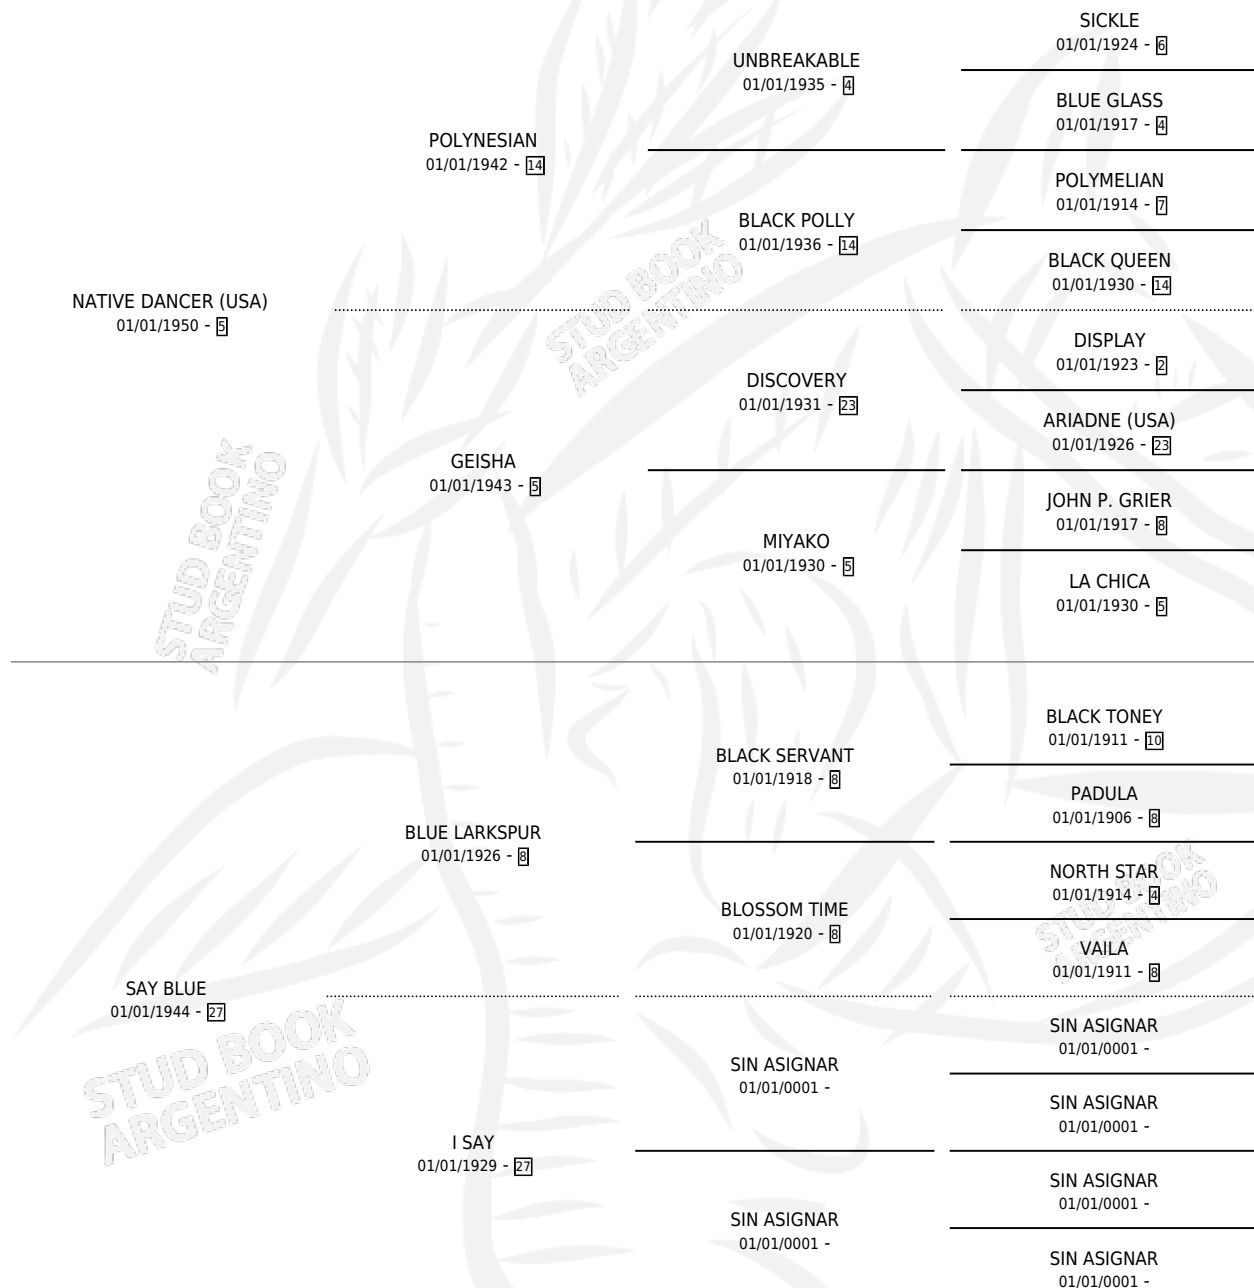 SICKLE
01/01/1924 - 6
UNBREAKABLE
01/01/1935 - 4
BLUE GLASS
01/01/1917 - 4
POLYNESIAN
01/01/1942 - 14
POLYMELIAN
01/01/1914 - 7
BLACK POLLY
01/01/1936 - 14
BLACK QUEEN
01/01/1930 - 14
NATIVE DANCER (USA)
01/01/1950 - 5
STUD BOOK
ARGENTINO
DISPLAY
01/01/1923 - 2
DISCOVERY
01/01/1931 - 23
ARIADNE (USA)
01/01/1926 - 23
GEISHA
01/01/1943 - 5
JOHN P. GRIER
01/01/1917 - 8
MIYAKO
01/01/1930 - 5
LA CHICA
01/01/1930 - 5
STUD BOOK
ARGENTINO
BLACK TONEY
01/01/1911 - 10
BLACK SERVANT
01/01/1918 - 8
PADULA
01/01/1906 - 8
BLUE LARKSPUR
01/01/1926 - 8
NORTH STAR
01/01/1914 - 4
BLOSSOM TIME
01/01/1920 - 8
STUD BOOK
ARGENTINO
VAILA
01/01/1911 - 8
SAY BLUE
01/01/1944 - 27
STUD BOOK
ARGENTINO
SIN ASIGNAR
01/01/0001 -
SIN ASIGNAR
01/01/0001 -
SIN ASIGNAR
01/01/0001 -
I SAY
01/01/1929 - 27
SIN ASIGNAR
01/01/0001 -
SIN ASIGNAR
01/01/0001 -
SIN ASIGNAR
01/01/0001 -